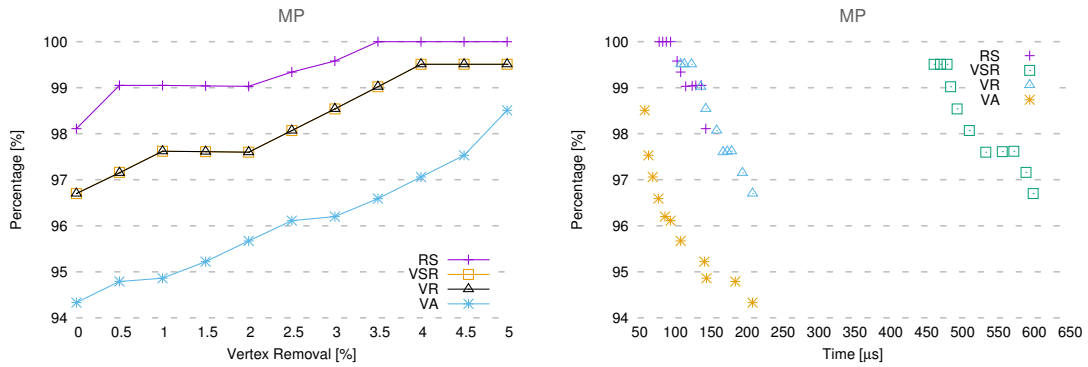 MP
Percentage [%]
100
99
98
97
96
95
94
RS
VSR
VR
VA
0 0.5 1 1.5 2 2.5 3 3.5 4 4.5 5
Vertex Removal [%]
MP
Percentage [%]
100
99
98
97
96
95
94
RS
VSR
VR
VA
50 100 150 200 250 300 350 400 450 500 550 600 650
Time [µs]